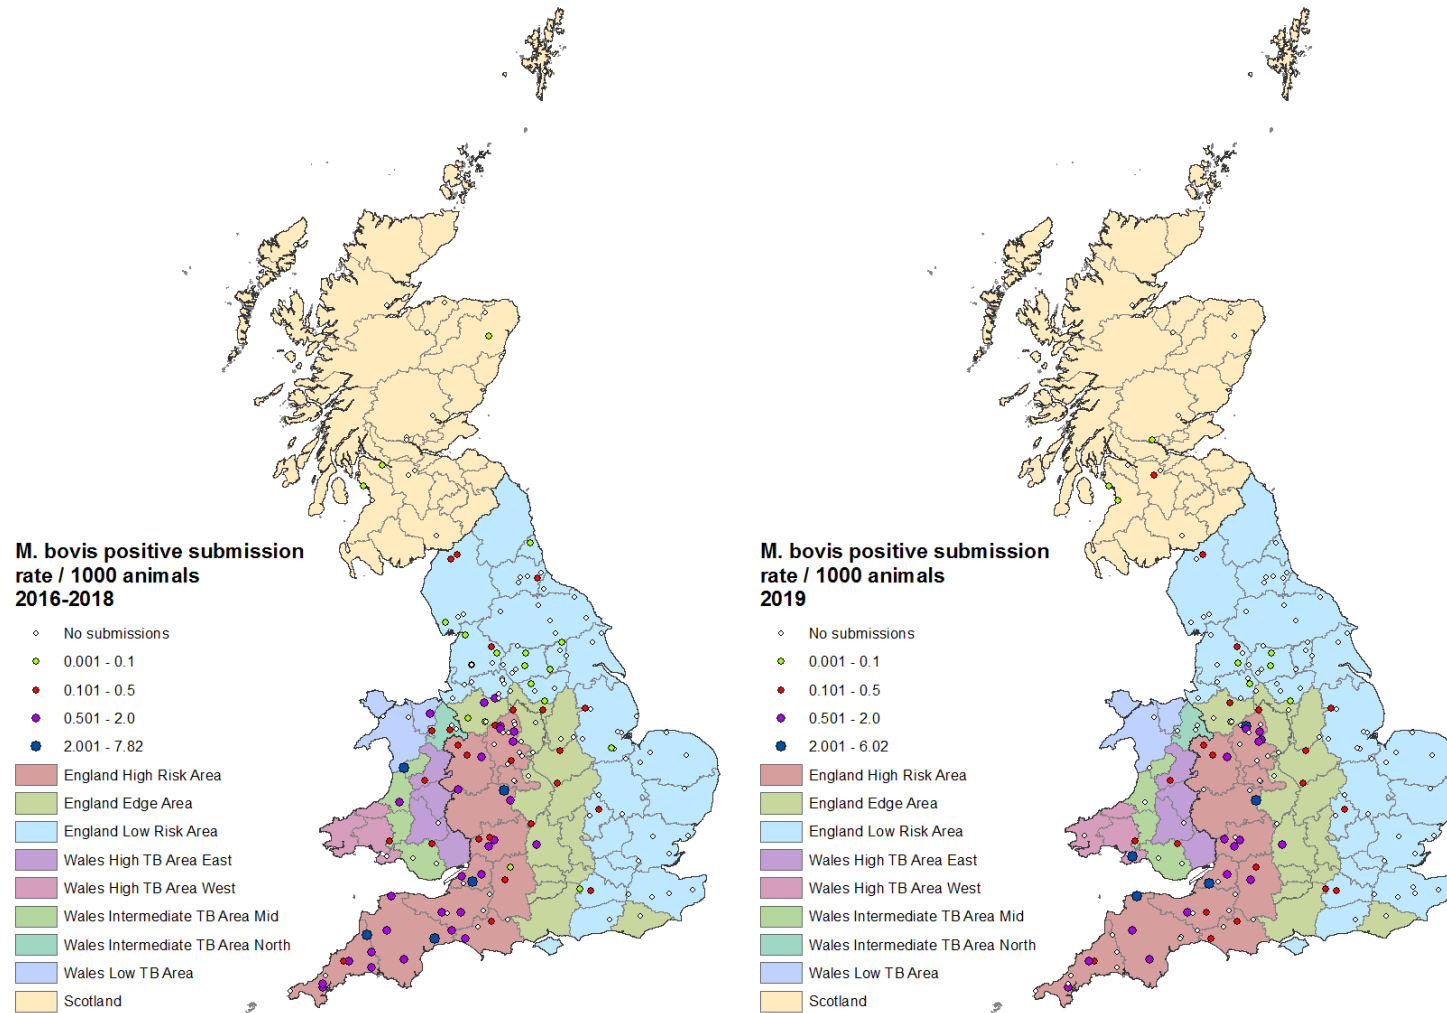 M. bovis positive submission
rate / 1000 animals
2016-2018
No submissions
0.001 - 0.1
0.101 - 0.5
0.501 - 2.0
2.001 - 7.82
England High Risk Area
England Edge Area
England Low Risk Area
Wales High TB Area East
Wales High TB Area West
Wales Intermediate TB Area Mid
Wales Intermediate TB Area North
Wales Low TB Area
Scotland
M. bovis positive submission
rate / 1000 animals
2019
No submissions
0.001 - 0.1
0.101 - 0.5
0.501 - 2.0
2.001 - 6.02
England High Risk Area
England Edge Area
England Low Risk Area
Wales High TB Area East
Wales High TB Area West
Wales Intermediate TB Area Mid
Wales Intermediate TB Area North
Wales Low TB Area
Scotland